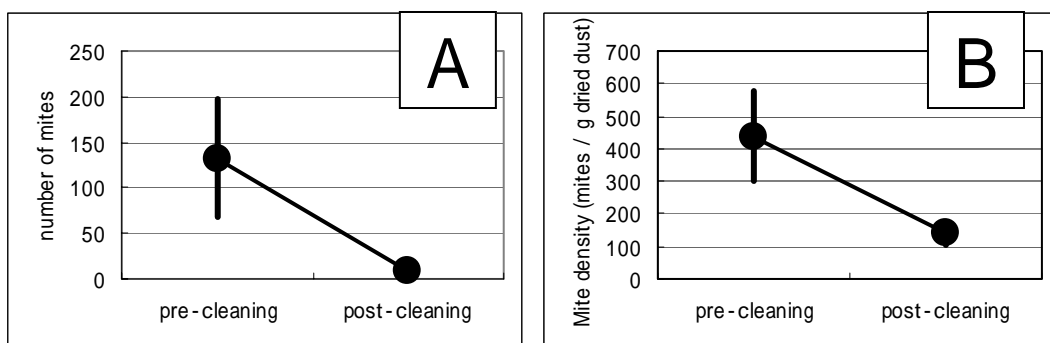 A
number of mites
250
200
150
100
50
0
pre-cleaning post-cleaning
B
Mite density (mites / g dried dust)
700
600
500
400
300
200
100
0
pre-cleaning post-cleaning